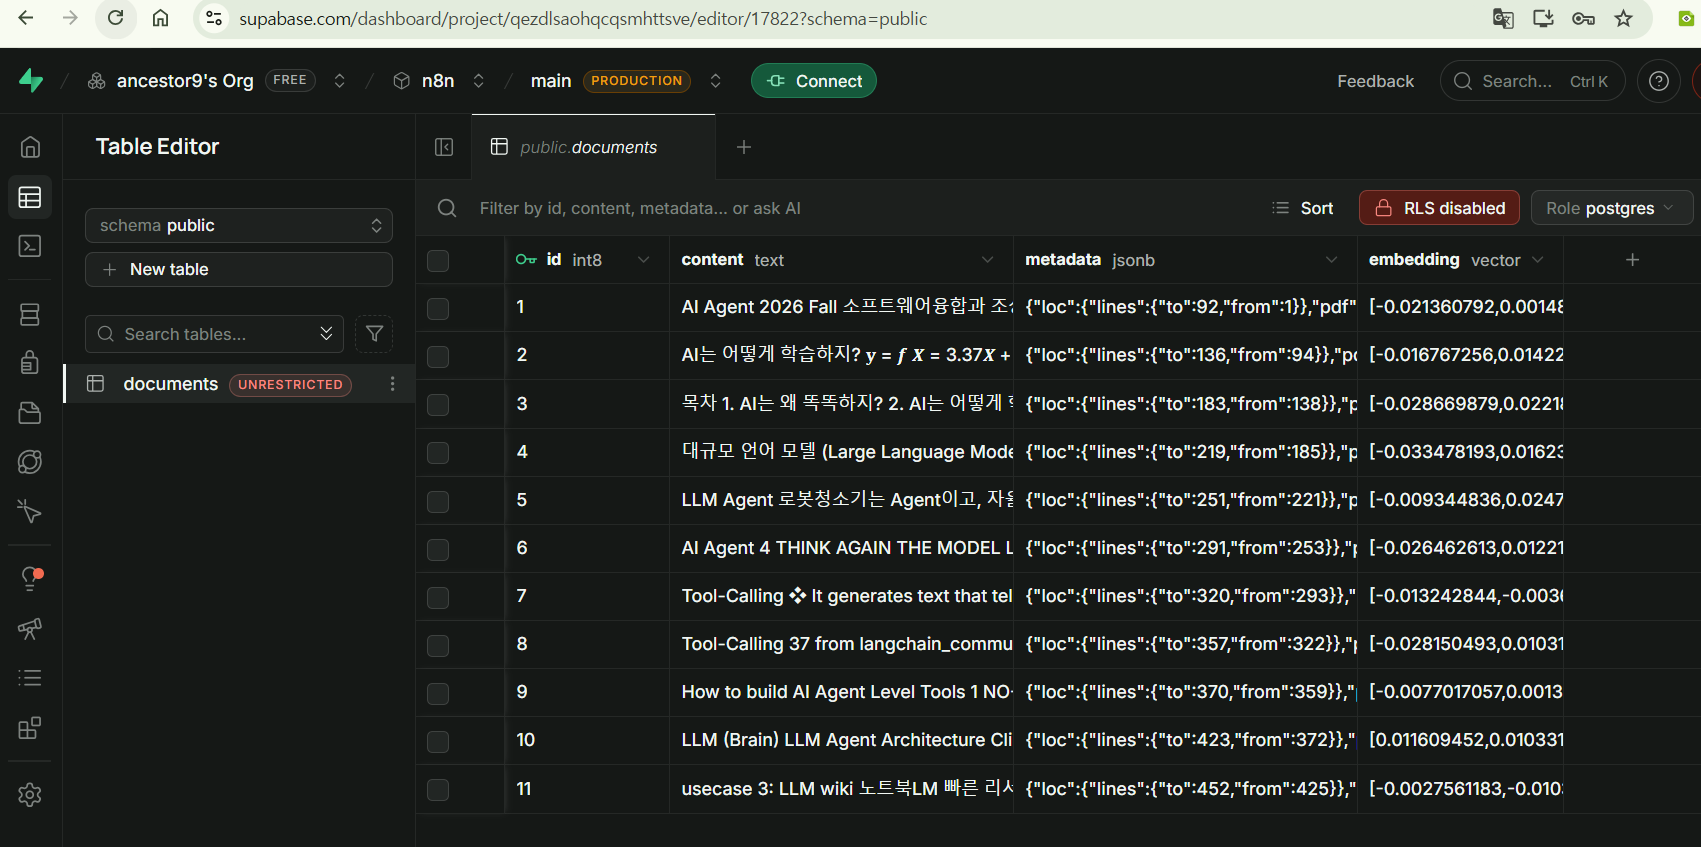 supabase.com/dashboard/project/qezdlsaohqcqsmhttsve/editor/17822?schema=public
ancestor9's Org FREE n8n main PRODUCTION Connect Feedback Search... Ctrl K
Table Editor
public.documents
schema public
New table
Search tables...
documents UNRESTRICTED
Filter by id, content, metadata... or ask AI Sort RLS disabled Role postgres
id int8 content text metadata jsonb embedding vector
1 AI Agent 2026 Fall 소프트웨어융합과 {"loc":{"lines":{"to":92,"from":1}},"pdf" [-0.021360792,0.00148
2 AI는 어떻게 학습하지? y = f X = 3.37X + {"loc":{"lines":{"to":136,"from":94}},"pd [-0.016767256,0.01422
3 목차 1. AI는 왜 똑똑하지? 2. AI는 어떻게 {"loc":{"lines":{"to":183,"from":138}},"p [-0.028669879,0.02218
4 대규모 언어 모델 (Large Language Mode {"loc":{"lines":{"to":219,"from":185}},"p [-0.033478193,0.01623
5 LLM Agent 로봇청소기는 Agent이고, {"loc":{"lines":{"to":251,"from":221}},"p [-0.009344836,0.0247
6 AI Agent 4 THINK AGAIN THE MODEL L {"loc":{"lines":{"to":291,"from":253}},"p [-0.026462613,0.01221
7 Tool-Calling ❖ It generates text that tel {"loc":{"lines":{"to":320,"from":293}}," [-0.013242844,-0.003
8 Tool-Calling 37 from langchain_commu {"loc":{"lines":{"to":357,"from":322}},"p [-0.028150493,0.01031
9 How to build AI Agent Level Tools 1 NO- {"loc":{"lines":{"to":370,"from":359}}," [-0.0077017057,0.0013
10 LLM (Brain) LLM Agent Architecture Cli {"loc":{"lines":{"to":423,"from":372}}," [0.011609452,0.010331
11 usecase 3: LLM wiki 노트북LM 빠른 {"loc":{"lines":{"to":452,"from":425}}," [-0.0027561183,-0.010